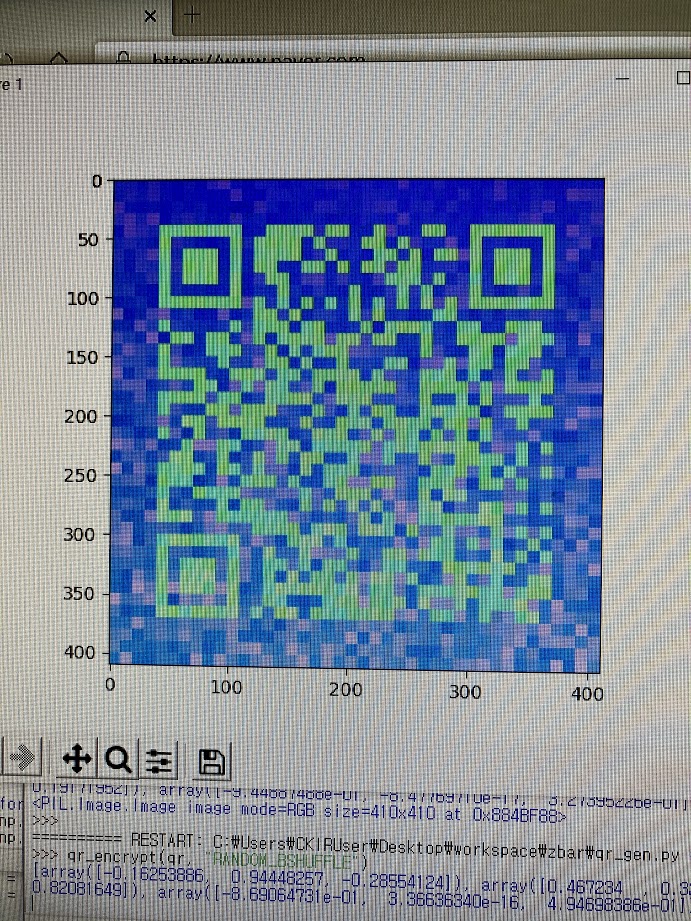 https://www.naver.com
re 1
0
50
100
150
200
250
300
350
400
0 100 200 300 400
0.19171952]), array([-9.44887468e-01, -8.47769710e-17, 3.27395226e-01]
for <PIL.Image.Image image mode=RGB size=410x410 at 0x884BF88>
np. >>>
np. ========== RESTART: C:₩Users₩CKIRUser₩Desktop₩workspace₩zbar₩qr_gen.py
>>> qr_encrypt(qr, "RANDOM_BSHUFFLE")
= [array([-0.16253886, 0.94448257, -0.28554124]), array([0.467234 , 0.3
= 0.82081649]), array([-8.69064731e-01, 3.36636340e-16, 4.94698386e-01])